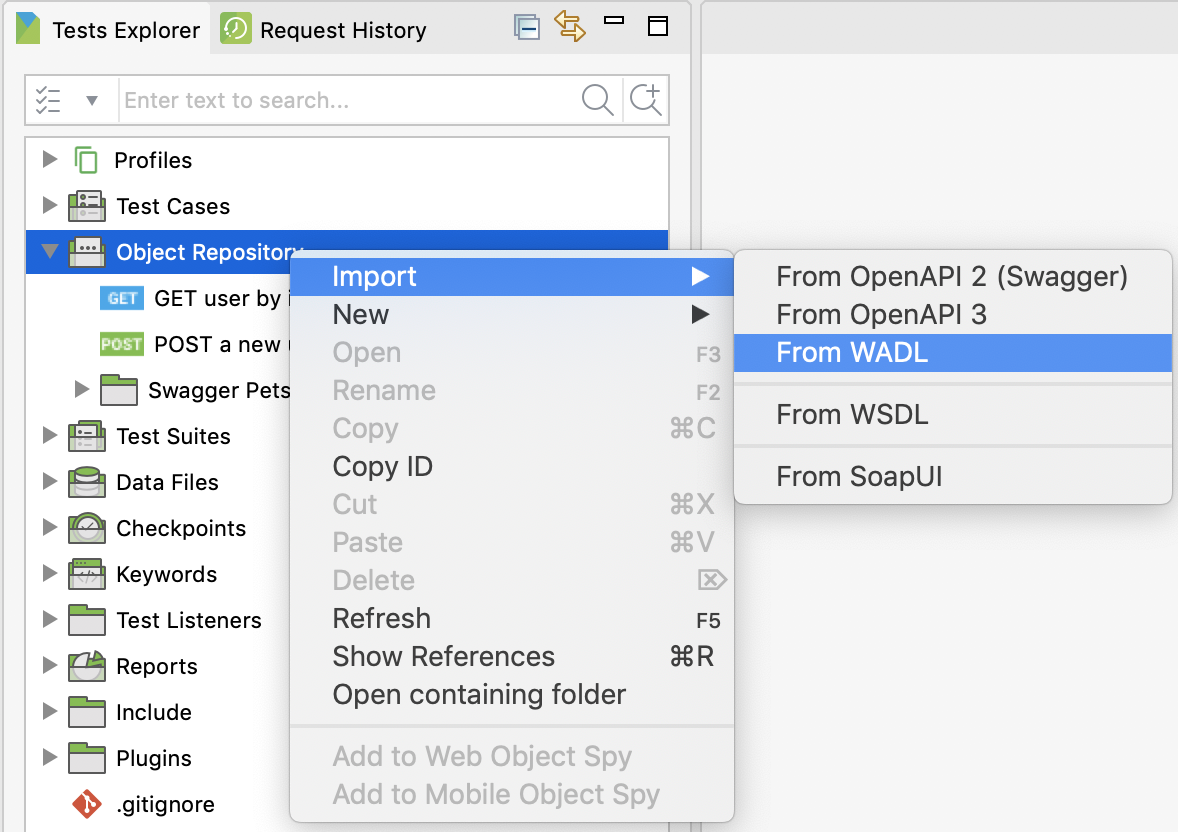 Tests Explorer
Request History
Enter text to search...
Profiles
Test Cases
Object Repository
GET GET user by i
POST POST a new
Swagger Pets
Test Suites
Data Files
Checkpoints
Keywords
Test Listeners
Reports
Include
Plugins
.gitignore
Import
New
Open F3
Rename F2
Copy ⌘C
Copy ID
Cut ⌘X
Paste ⌘V
Delete ⌦
Refresh F5
Show References ⌘R
Open containing folder
Add to Web Object Spy
Add to Mobile Object Spy
From OpenAPI 2 (Swagger)
From OpenAPI 3
From WADL
From WSDL
From SoapUI